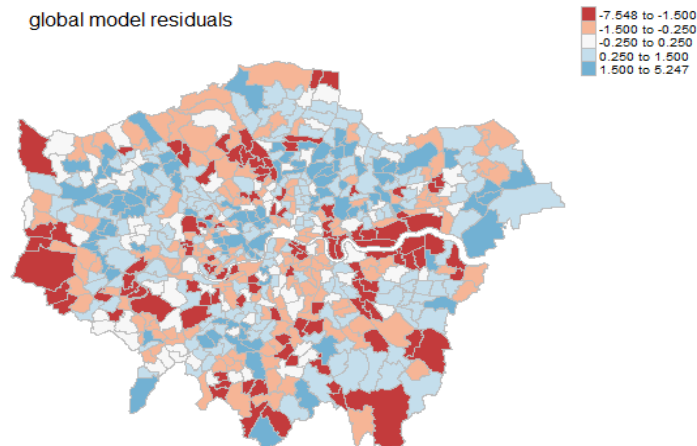 global model residuals
-7.548 to -1.500
-1.500 to -0.250
-0.250 to 0.250
0.250 to 1.500
1.500 to 5.247